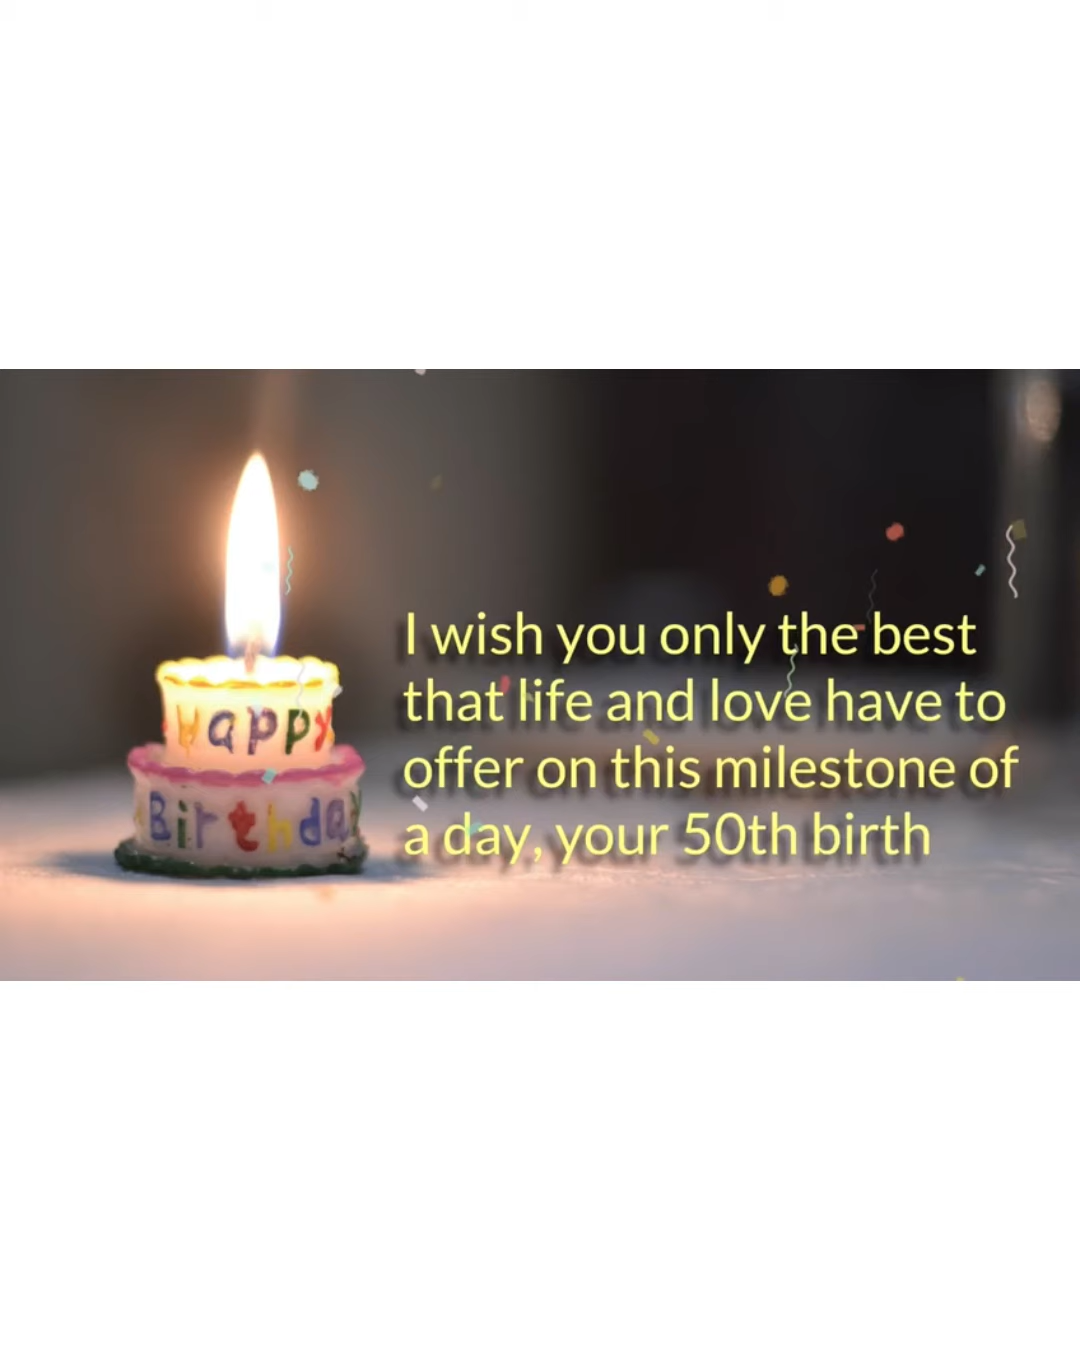 Happy
Birthday
I wish you only the best
that life and love have to
offer on this milestone of
a day, your 50th birth